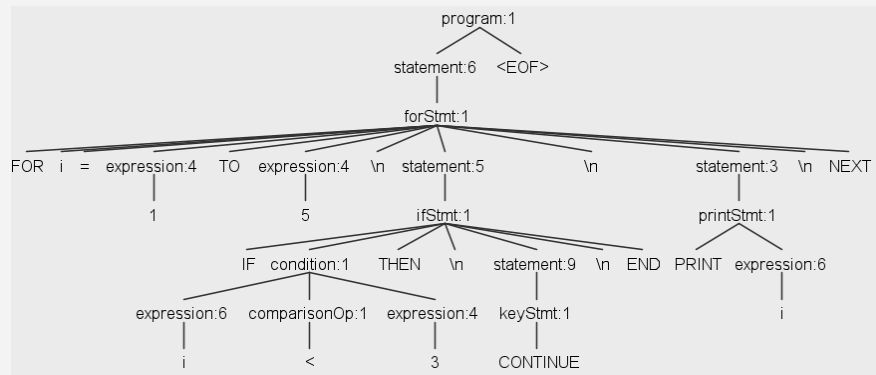 program:1
statement:6 <EOF>
forStmt:1
FOR i = expression:4 TO expression:4 \n statement:5 \n statement:3 \n NEXT
1 5 ifStmt:1 printStmt:1
IF condition:1 THEN \n statement:9 \n END PRINT expression:6
expression:6 comparisonOp:1 expression:4 keyStmt:1 i
i < 3 CONTINUE